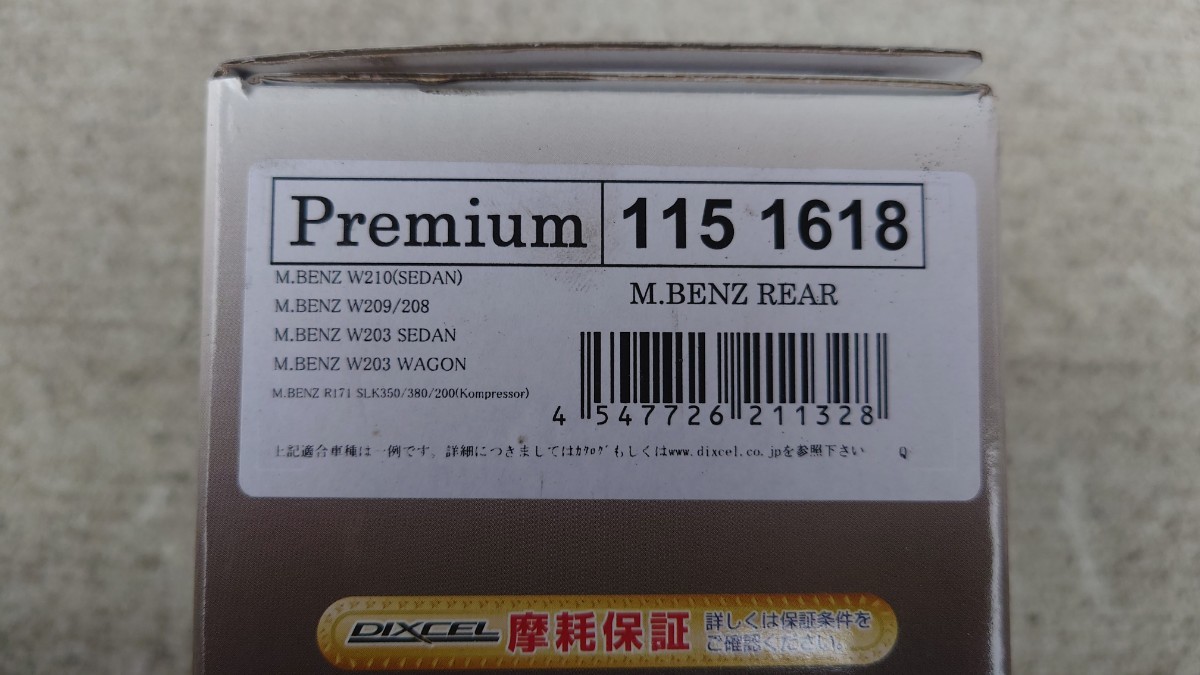 Premium 115 1618
M.BENZ W210(SEDAN)
M.BENZ W209/208
M.BENZ W203 SEDAN
M.BENZ W203 WAGON
M.BENZ R171 SLK350/380/200(Kompressor)
M.BENZ REAR
4 547726 211328
上記適合車種は一例です。詳細につきましてはｶﾀﾛｸﾞもしくはwww.dixcel.co.jpを参照下さい Q
DIXCEL 摩耗保証 詳しくは保証条件を
ご確認ください。